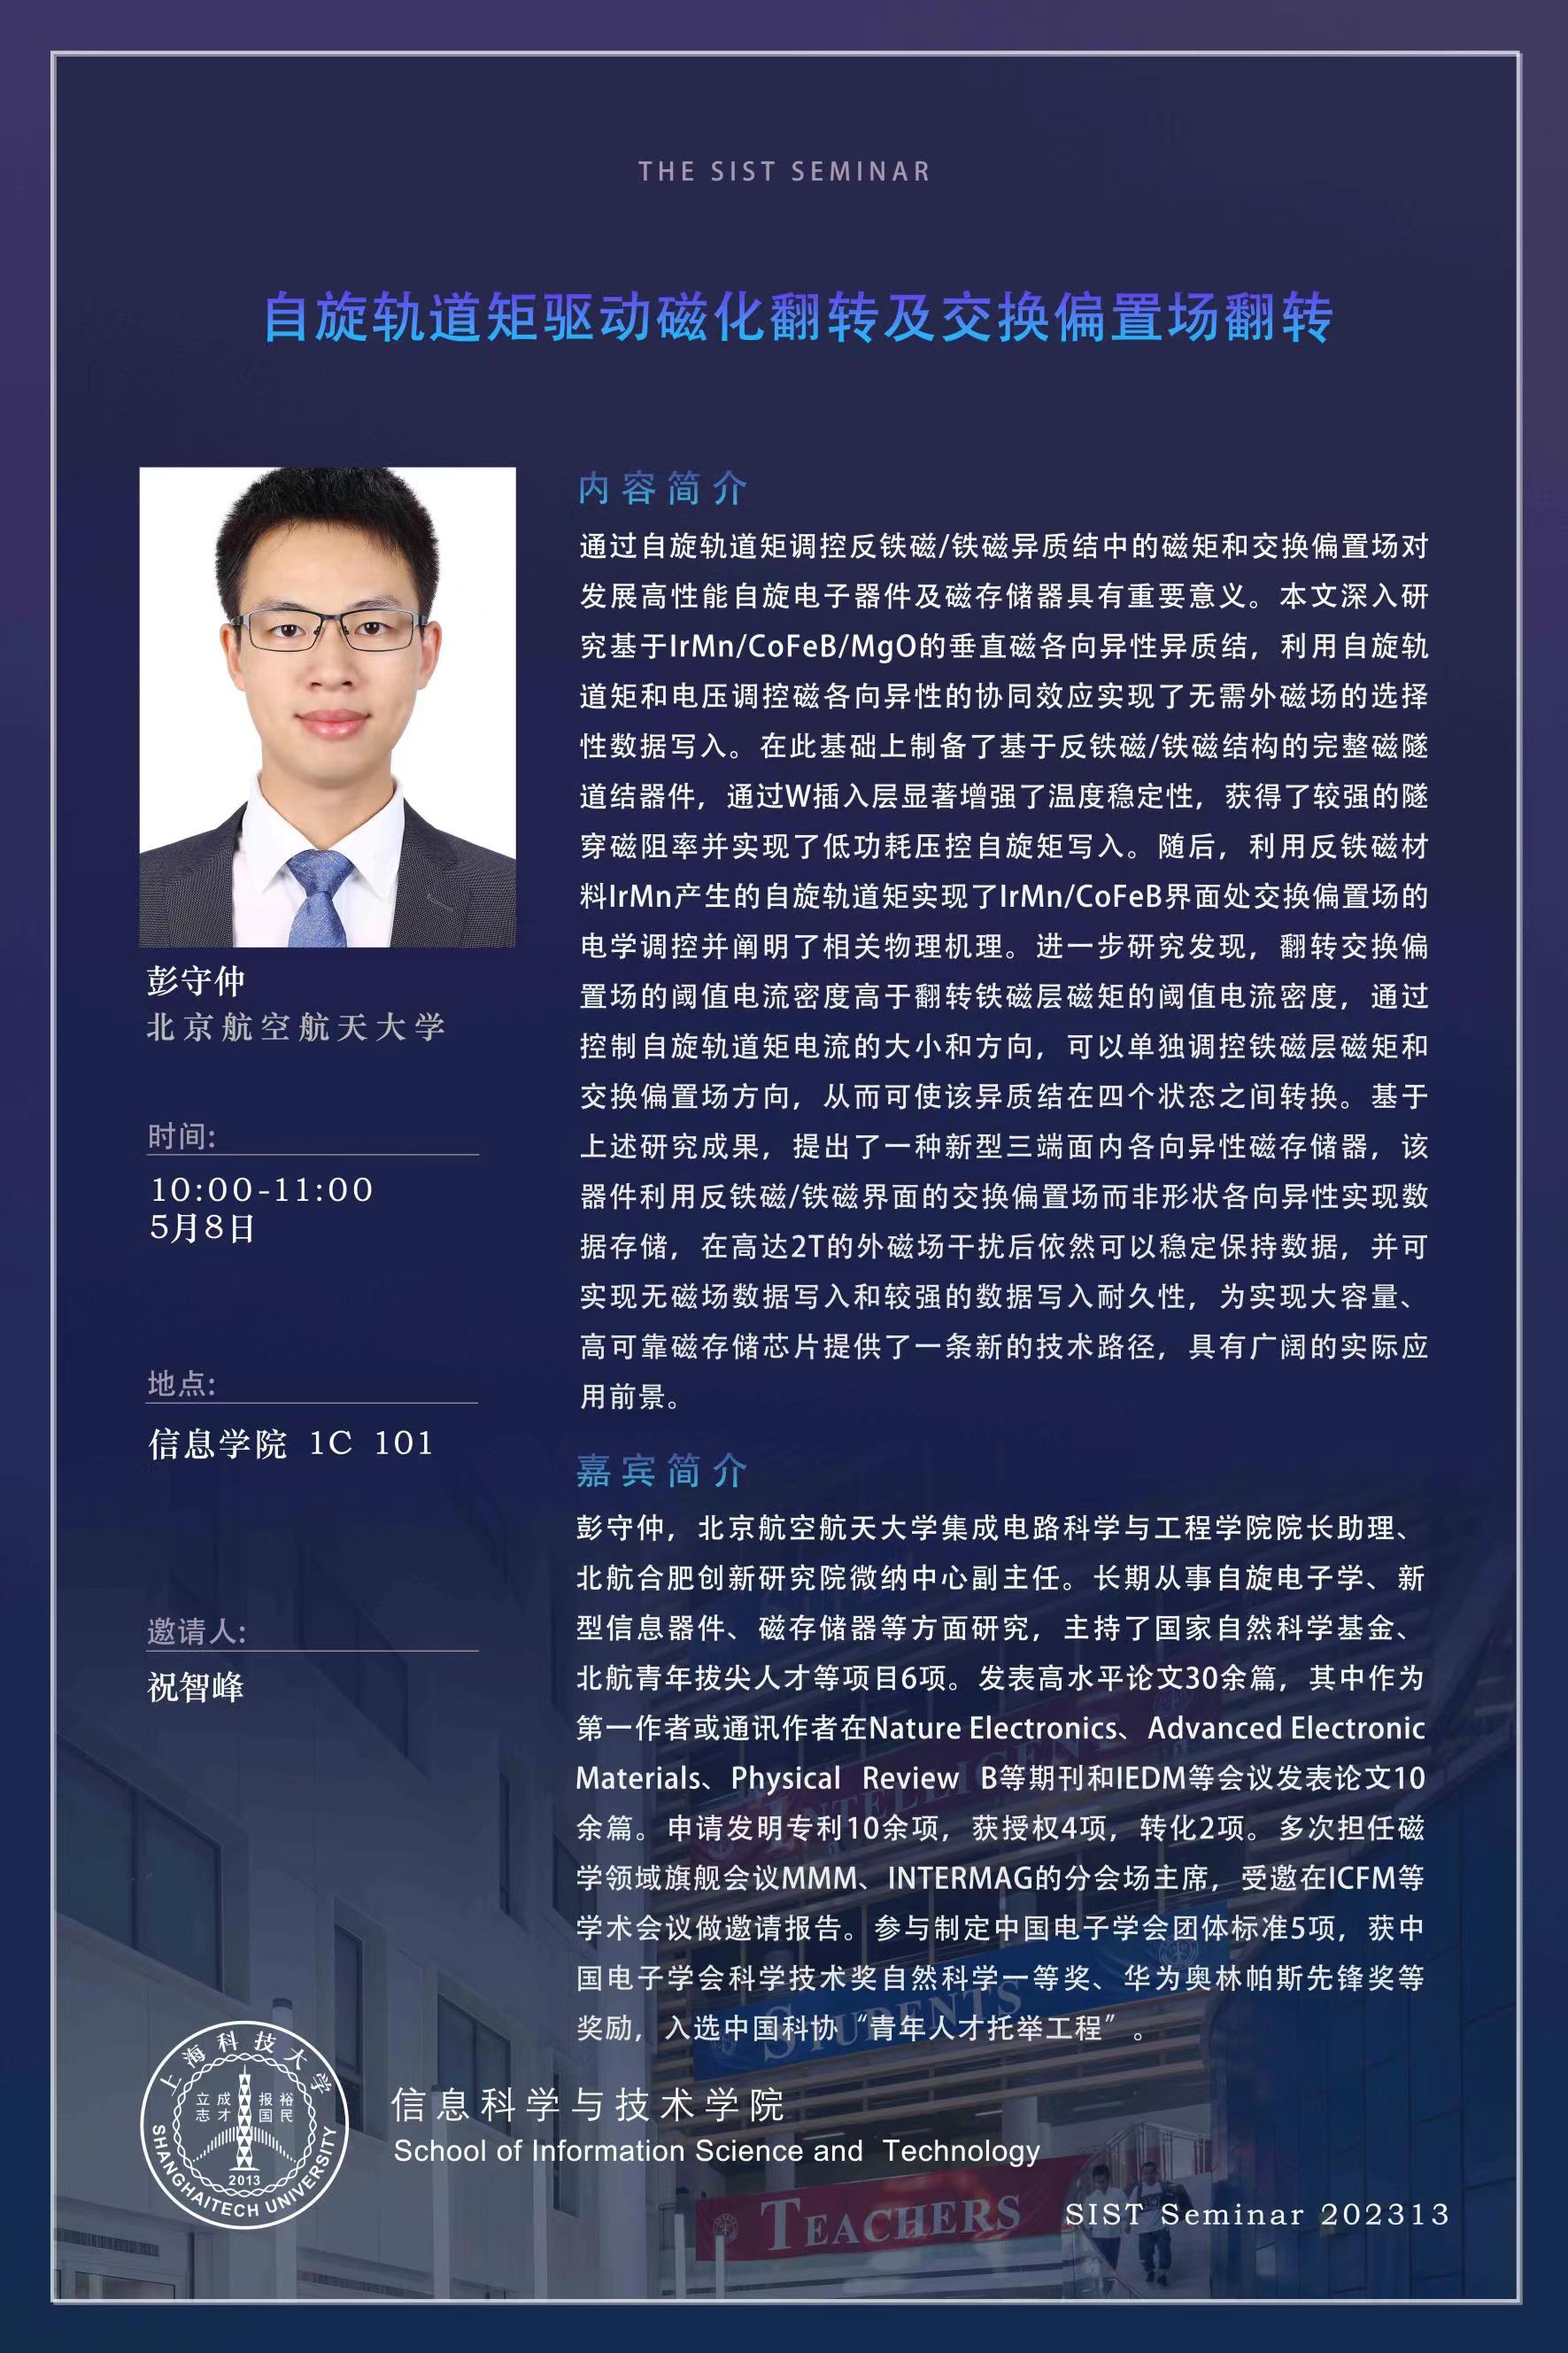 THE SIST SEMINAR
自旋轨道矩驱动磁化翻转及交换偏置场翻转
彭守仲
北京航空航天大学
时间:
10:00-11:00
5月8日
地点:
信息学院 1C 101
邀请人:
祝智峰
内容简介
通过自旋轨道矩调控反铁磁/铁磁异质结中的磁矩和交换偏置场对
发展高性能自旋电子器件及磁存储器具有重要意义。本文深入研
究基于IrMn/CoFeB/MgO的垂直磁各向异性异质结，利用自旋轨
道矩和电压调控磁各向异性的协同效应实现了无需外磁场的选择
性数据写入。在此基础上制备了基于反铁磁/铁磁结构的完整磁隧
道结器件，通过W插入层显著增强了温度稳定性，获得了较强的隧
穿磁阻率并实现了低功耗压控自旋矩写入。随后，利用反铁磁材
料IrMn产生的自旋轨道矩实现了IrMn/CoFeB界面处交换偏置场的
电学调控并阐明了相关物理机理。进一步研究发现，翻转交换偏
置场的阈值电流密度高于翻转铁磁层磁矩的阈值电流密度，通过
控制自旋轨道矩电流的大小和方向，可以单独调控铁磁层磁矩和
交换偏置场方向，从而可使该异质结在四个状态之间转换。基于
上述研究成果，提出了一种新型三端面内各向异性磁存储器，该
器件利用反铁磁/铁磁界面的交换偏置场而非形状各向异性实现数
据存储，在高达2T的外磁场干扰后依然可以稳定保持数据，并可
实现无磁场数据写入和较强的数据写入耐久性，为实现大容量、
高可靠磁存储芯片提供了一条新的技术路径，具有广阔的实际应
用前景。
嘉宾简介
彭守仲，北京航空航天大学集成电路科学与工程学院院长助理、
北航合肥创新研究院微纳中心副主任。长期从事自旋电子学、新
型信息器件、磁存储器等方面研究，主持了国家自然科学基金、
北航青年拔尖人才等项目6项。发表高水平论文30余篇，其中作为
第一作者或通讯作者在Nature Electronics、Advanced Electronic
Materials、Physical Review B等期刊和IEDM等会议发表论文10
余篇。申请发明专利10余项，获授权4项，转化2项。多次担任磁
学领域旗舰会议MMM、INTERMAG的分会场主席，受邀在ICFM等
学术会议做邀请报告。参与制定中国电子学会团体标准5项，获中
国电子学会科学技术奖自然科学一等奖、华为奥林帕斯先锋奖等
奖励，入选中国科协“青年人才托举工程”。
INTELLIGENE
STUDENTS
TEACHERS
上海科技大学
立志 成才 报国 裕民
2013
SHANGHAITECH UNIVERSITY
信息科学与技术学院
School of Information Science and Technology
SIST Seminar 202313